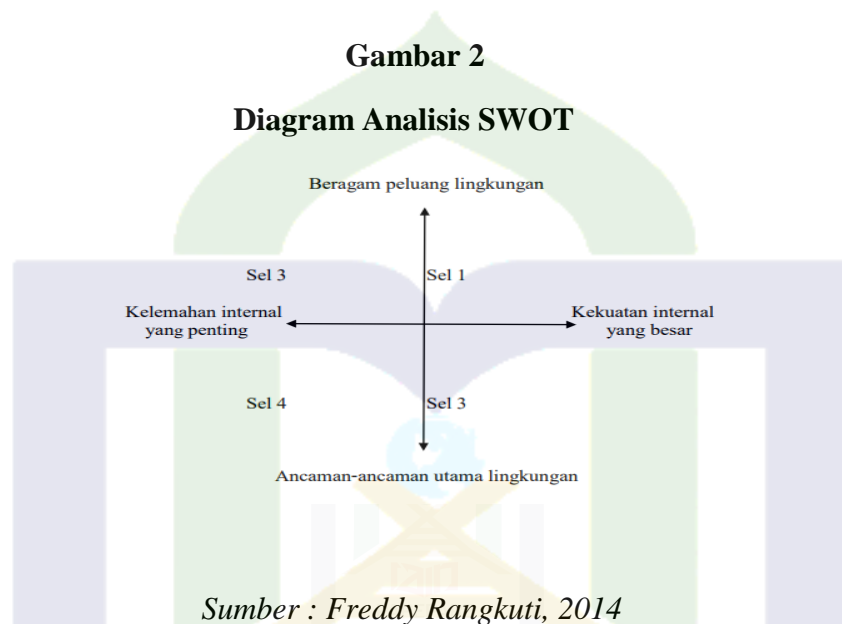 Gambar 2
Diagram Analisis SWOT
Beragam peluang lingkungan
Sel 3
Sel 1
Kelemahan internal
yang penting
Kekuatan internal
yang besar
Sel 4
Sel 3
Ancaman-ancaman utama lingkungan
Sumber : Freddy Rangkuti, 2014